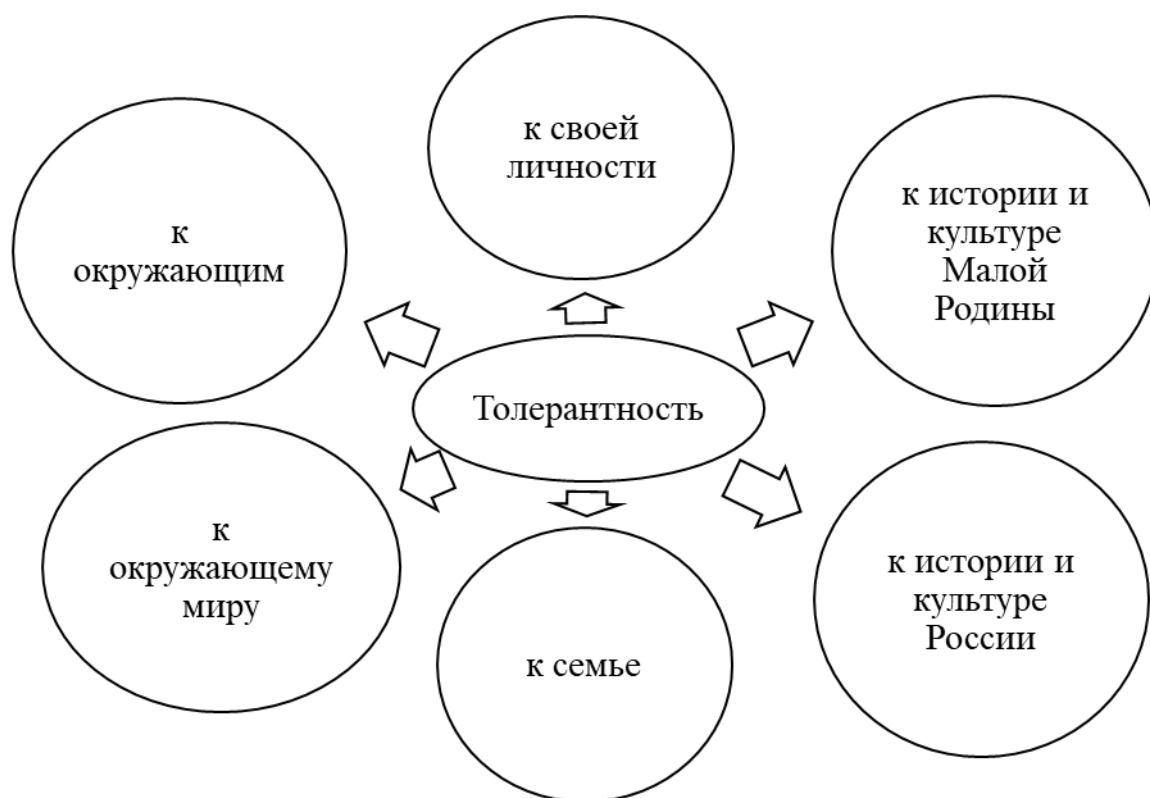 к своей
личности
к
окружающим
к истории и
культуре
Малой
Родины
Толерантность
к
окружающему
миру
к истории и
культуре
России
к семье